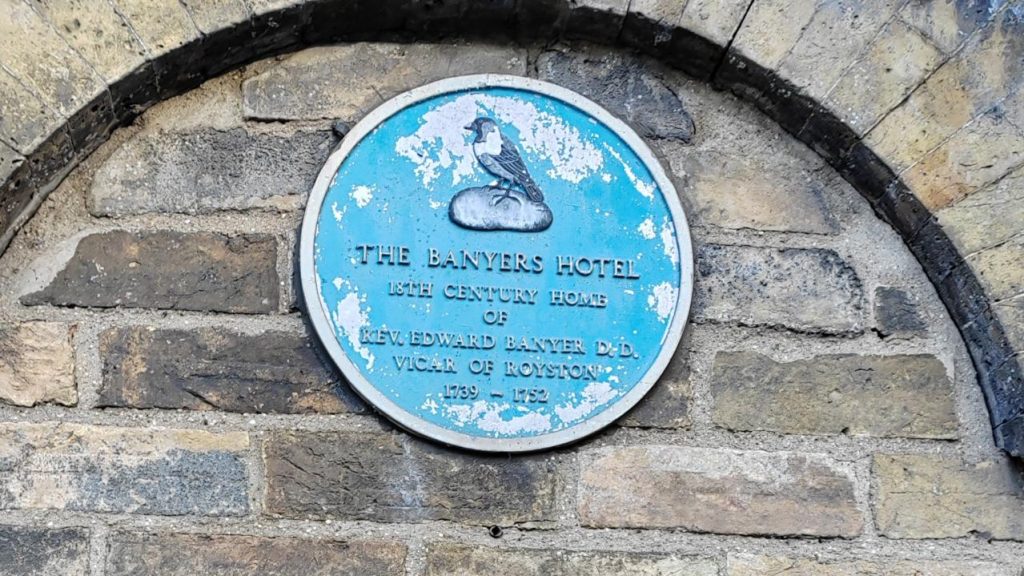 THE BANYERS HOTEL
18TH CENTURY HOME
OF
REV. EDWARD BANYER D.D.
VICAR OF ROYSTON
1739 - 1752